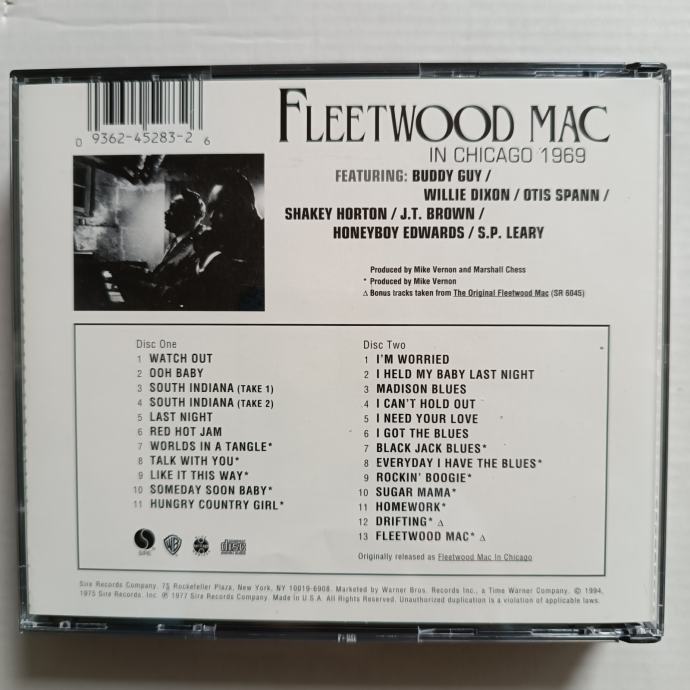 0 9362-45283-2 6
FLEETWOOD MAC
IN CHICAGO 1969
FEATURING: BUDDY GUY /
WILLIE DIXON / OTIS SPANN /
SHAKEY HORTON / J.T. BROWN /
HONEYBOY EDWARDS / S.P. LEARY
Produced by Mike Vernon and Marshall Chess
* Produced by Mike Vernon
Δ Bonus tracks taken from The Original Fleetwood Mac (SR 6045)
Disc One
1 WATCH OUT
2 OOH BABY
3 SOUTH INDIANA (TAKE 1)
4 SOUTH INDIANA (TAKE 2)
5 LAST NIGHT
6 RED HOT JAM
7 WORLDS IN A TANGLE*
8 TALK WITH YOU*
9 LIKE IT THIS WAY*
10 SOMEDAY SOON BABY*
11 HUNGRY COUNTRY GIRL*
Disc Two
1 I'M WORRIED
2 I HELD MY BABY LAST NIGHT
3 MADISON BLUES
4 I CAN'T HOLD OUT
5 I NEED YOUR LOVE
6 I GOT THE BLUES
7 BLACK JACK BLUES*
8 EVERYDAY I HAVE THE BLUES*
9 ROCKIN' BOOGIE*
10 SUGAR MAMA*
11 HOMEWORK*
12 DRIFTING* Δ
13 FLEETWOOD MAC* Δ
Originally released as Fleetwood Mac In Chicago
SIRE
WB
COMPACT
disc
DIGITAL AUDIO
Sire Records Company, 75 Rockefeller Plaza, New York, NY 10019-6908. Marketed by Warner Bros. Records Inc., a Time Warner Company. © 1994,
1975 Sire Records, Inc. ℗ 1977 Sire Records Company. Made in U.S.A. All Rights Reserved. Unauthorized duplication is a violation of applicable laws.